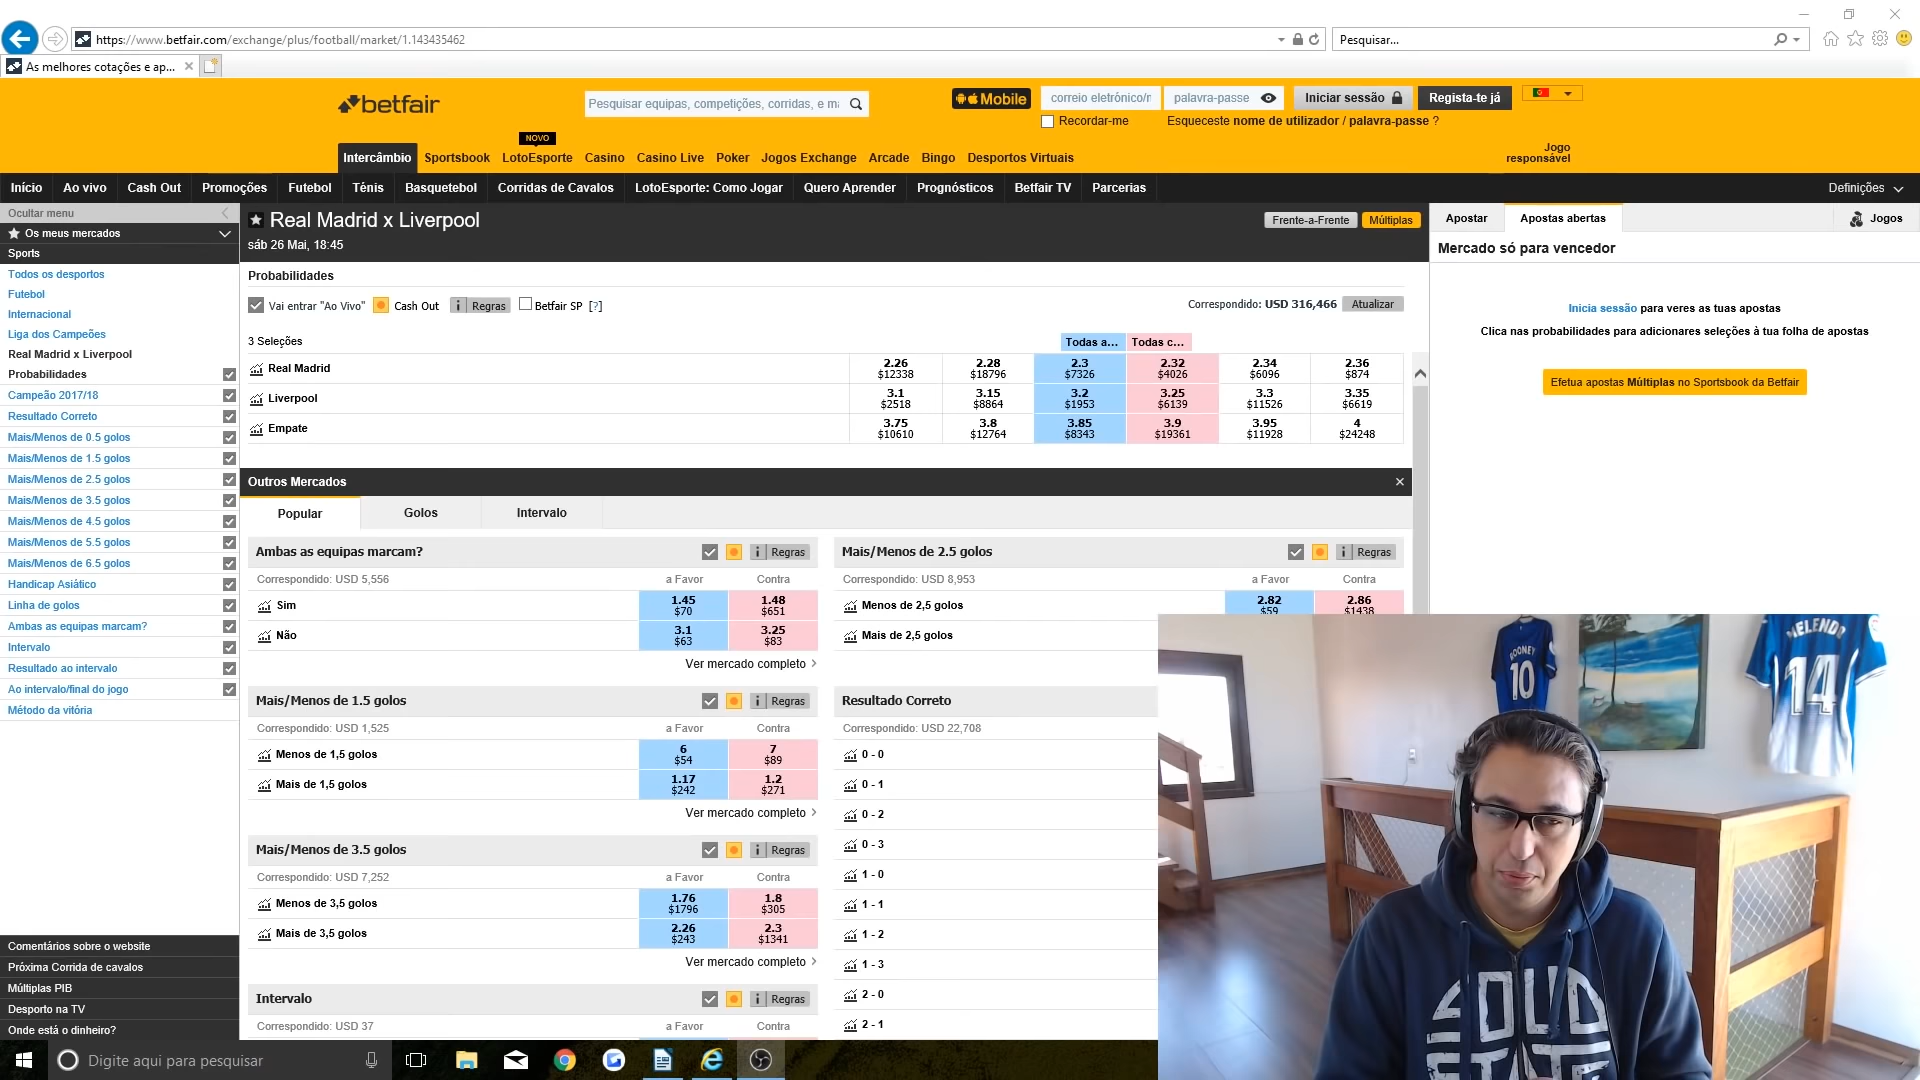 https://www.betfair.com/exchange/plus/football/market/1.143435462
Pesquisar...
As melhores cotações e ap...
betfair
Pesquisar equipas, competições, corridas, e m
Mobile
correio eletrónico/n
palavra-passe
Iniciar sessão
Regista-te já
Recordar-me
Esqueceste nome de utilizador / palavra-passe ?
NOVO
Intercâmbio
Sportsbook
LotoEsporte
Casino
Casino Live
Poker
Jogos Exchange
Arcade
Bingo
Desportos Virtuais
Jogo
responsável
Início
Ao vivo
Cash Out
Promoções
Futebol
Ténis
Basquetebol
Corridas de Cavalos
LotoEsporte: Como Jogar
Quero Aprender
Prognósticos
Betfair TV
Parcerias
Definições
Ocultar menu
Os meus mercados
Sports
Todos os desportos
Futebol
Internacional
Liga dos Campeões
Real Madrid x Liverpool
Probabilidades
Campeão 2017/18
Resultado Correto
Mais/Menos de 0.5 golos
Mais/Menos de 1.5 golos
Mais/Menos de 2.5 golos
Mais/Menos de 3.5 golos
Mais/Menos de 4.5 golos
Mais/Menos de 5.5 golos
Mais/Menos de 6.5 golos
Handicap Asiático
Linha de golos
Ambas as equipas marcam?
Intervalo
Resultado ao intervalo
Ao intervalo/final do jogo
Método da vitória
Comentários sobre o website
Próxima Corrida de cavalos
Múltiplas PIB
Desporto na TV
Onde está o dinheiro?
Real Madrid x Liverpool
sáb 26 Mai, 18:45
Frente-a-Frente
Múltiplas
Probabilidades
Vai entrar "Ao Vivo"
Cash Out
i Regras
Betfair SP [?]
Correspondido: USD 316,466
Atualizar
3 Seleções
Todas a...
Todas c...
Real Madrid
2.26 2.28 2.3 2.32 2.34 2.36
$12338 $18796 $7326 $4026 $6096 $874
Liverpool
3.1 3.15 3.2 3.25 3.3 3.35
$2518 $8864 $1953 $6139 $11526 $6619
Empate
3.75 3.8 3.85 3.9 3.95 4
$10610 $12764 $8343 $19361 $11928 $24248
Outros Mercados
Popular
Golos
Intervalo
Ambas as equipas marcam?
i Regras
Correspondido: USD 5,556
a Favor
Contra
Sim
1.45 1.48
$70 $651
Não
3.1 3.25
$63 $83
Ver mercado completo
Mais/Menos de 1.5 golos
i Regras
Correspondido: USD 1,525
a Favor
Contra
Menos de 1,5 golos
6 7
$54 $89
Mais de 1,5 golos
1.17 1.2
$242 $271
Ver mercado completo
Mais/Menos de 3.5 golos
i Regras
Correspondido: USD 7,252
a Favor
Contra
Menos de 3,5 golos
1.76 1.8
$1796 $305
Mais de 3,5 golos
2.26 2.3
$243 $1341
Ver mercado completo
Intervalo
i Regras
Correspondido: USD 37
a Favor
Contra
Mais/Menos de 2.5 golos
i Regras
Correspondido: USD 8,953
a Favor
Contra
Menos de 2,5 golos
2.82 2.86
$59 $1438
Mais de 2,5 golos
Resultado Correto
Correspondido: USD 22,708
0 - 0
0 - 1
0 - 2
0 - 3
1 - 0
1 - 1
1 - 2
1 - 3
2 - 0
2 - 1
Apostar
Apostas abertas
Jogos
Mercado só para vencedor
Inicia sessão para veres as tuas apostas
Clica nas probabilidades para adicionares seleções à tua folha de apostas
Efetua apostas Múltiplas no Sportsbook da Betfair
ROONEY
10
MELENDO
14
Digite aqui para pesquisar